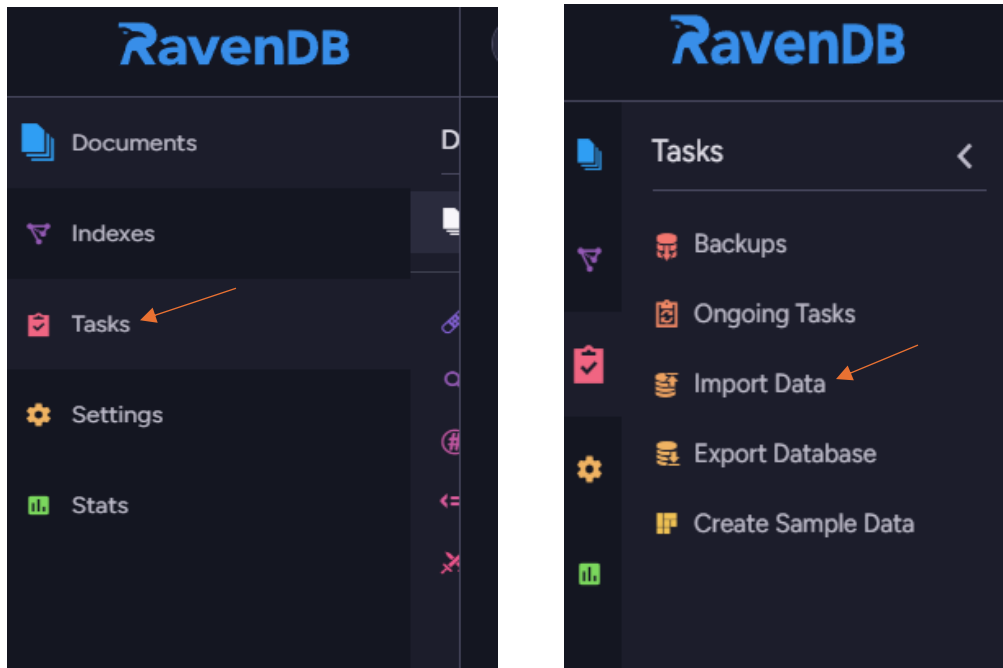 RavenDB
Documents
D
Indexes
Tasks
Settings
Stats
RavenDB
Tasks
Backups
Ongoing Tasks
Import Data
Export Database
Create Sample Data